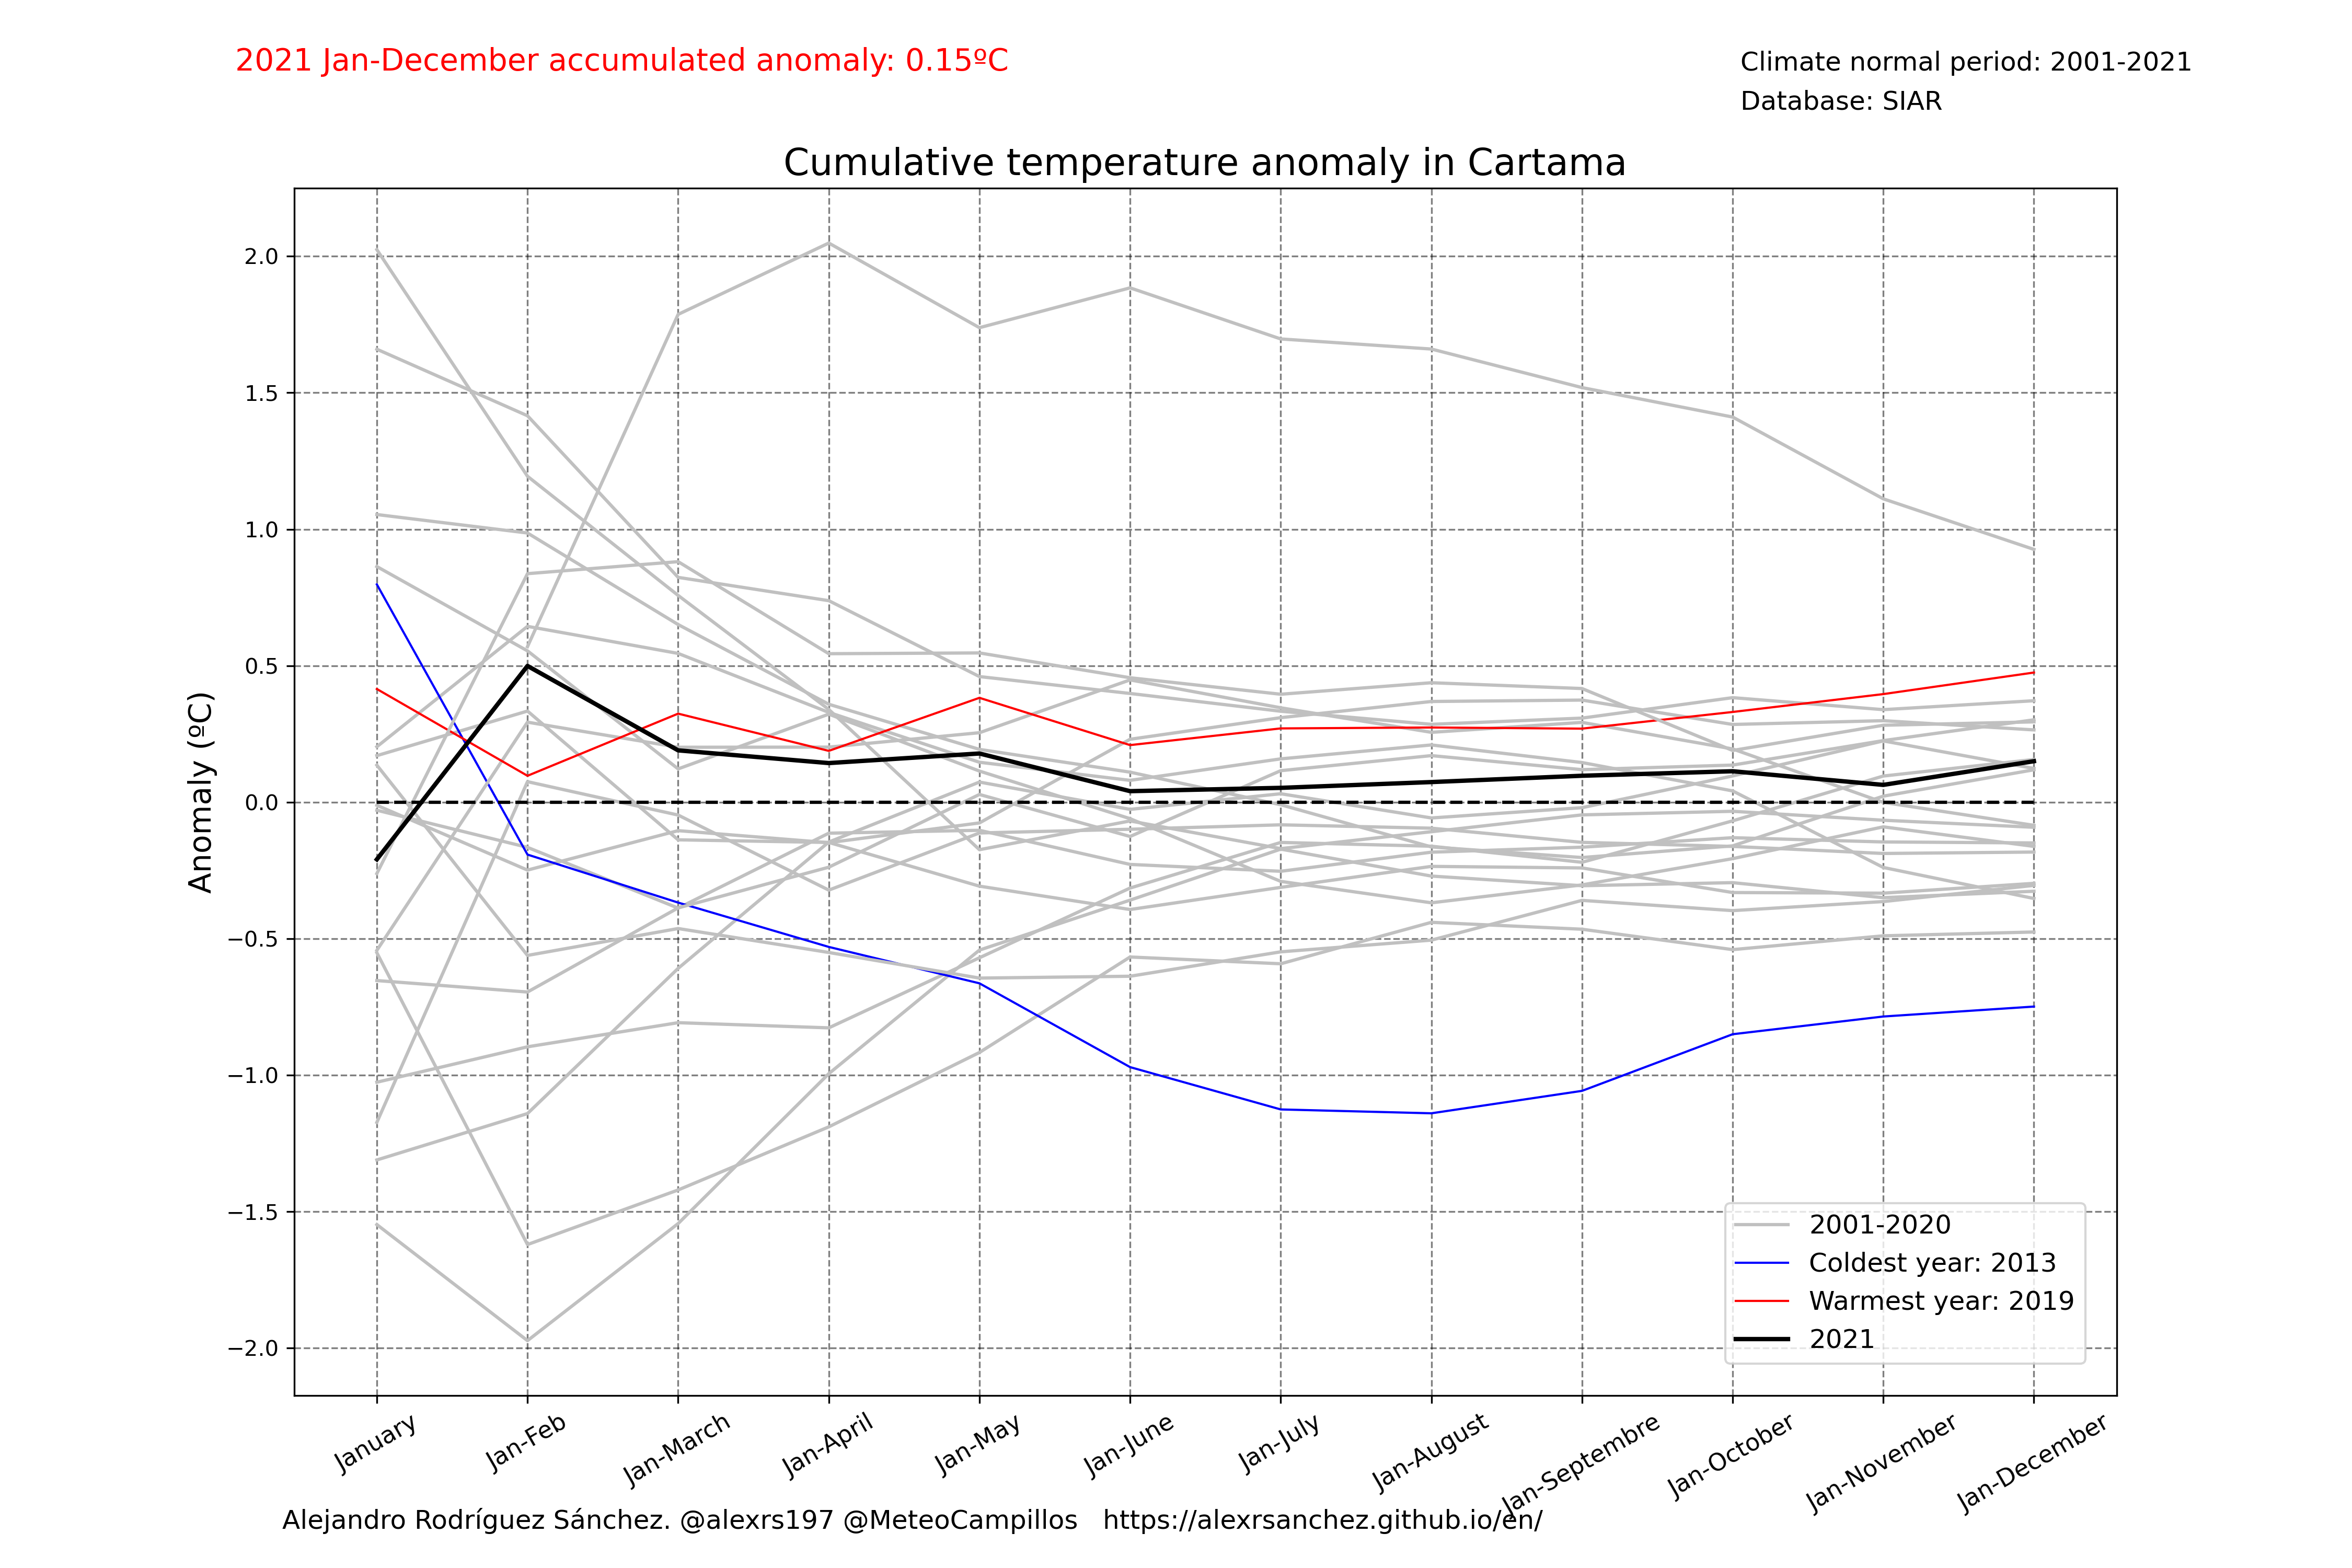 2021 Jan-December accumulated anomaly: 0.15ºC
Climate normal period: 2001-2021
Database: SIAR
Cumulative temperature anomaly in Cartama
Anomaly (ºC)
2.0
1.5
1.0
0.5
0.0
−0.5
−1.0
−1.5
−2.0
2001-2020
Coldest year: 2013
Warmest year: 2019
2021
January
Jan-Feb
Jan-March
Jan-April
Jan-May
Jan-June
Jan-July
Jan-August
Jan-Septembre
Jan-October
Jan-November
Jan-December
Alejandro Rodríguez Sánchez. @alexrs197 @MeteoCampillos https://alexrsanchez.github.io/en/